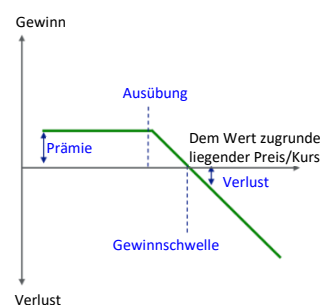 Gewinn
Ausübung
Prämie
Dem Wert zugrunde
liegender Preis/Kurs
Verlust
Gewinnschwelle
Verlust